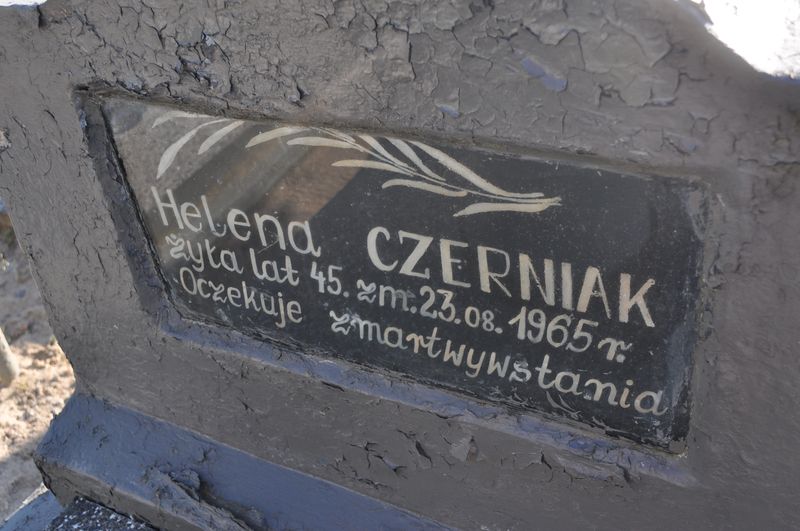 Helena CZERNIAK
żyła lat 45. zm. 23.08. 1965 r.
Oczekuje zmartwywstania